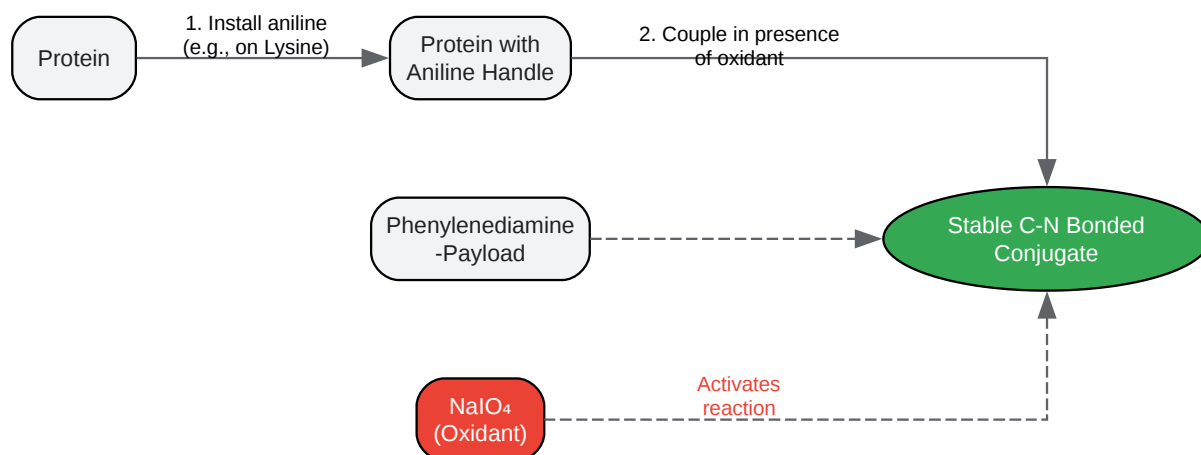 Protein
1. Install aniline
(e.g., on Lysine)
Protein with
Aniline Handle
2. Couple in presence
of oxidant
Phenylenediamine
-Payload
Stable C-N Bonded
Conjugate
NaIO₄
(Oxidant)
Activates
reaction